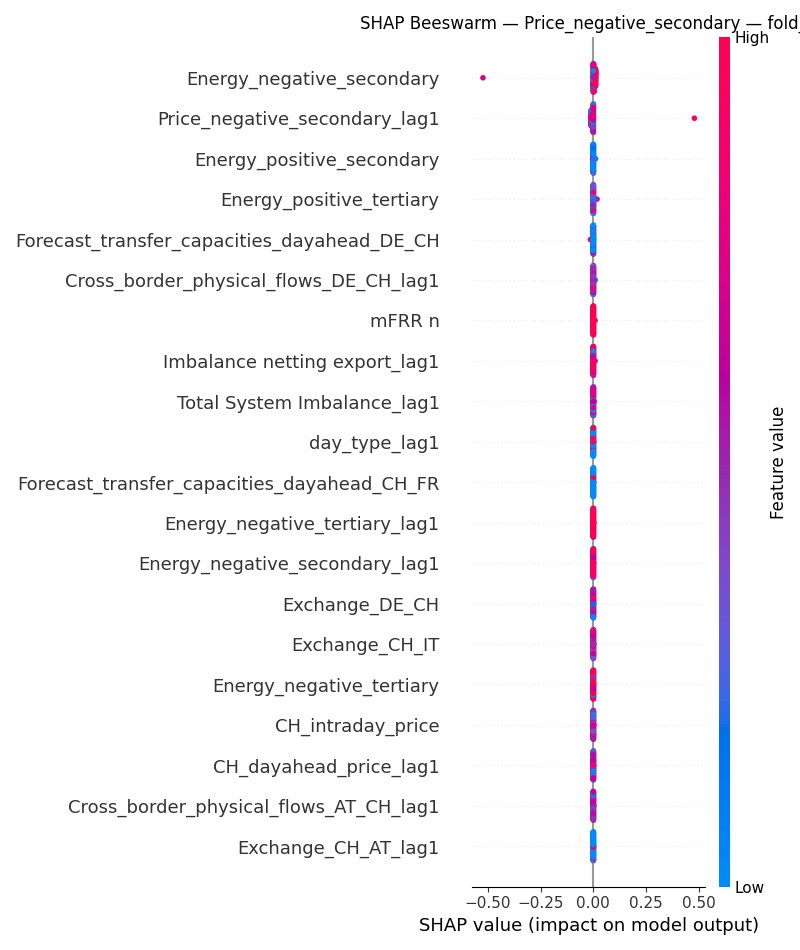 SHAP Beeswarm — Price_negative_secondary — fold_
High
Energy_negative_secondary
Price_negative_secondary_lag1
Energy_positive_secondary
Energy_positive_tertiary
Forecast_transfer_capacities_dayahead_DE_CH
Cross_border_physical_flows_DE_CH_lag1
mFRR n
Imbalance netting export_lag1
Total System Imbalance_lag1
day_type_lag1
Forecast_transfer_capacities_dayahead_CH_FR
Energy_negative_tertiary_lag1
Energy_negative_secondary_lag1
Exchange_DE_CH
Exchange_CH_IT
Energy_negative_tertiary
CH_intraday_price
CH_dayahead_price_lag1
Cross_border_physical_flows_AT_CH_lag1
Exchange_CH_AT_lag1
Feature value
Low
−0.50 −0.25 0.00 0.25 0.50
SHAP value (impact on model output)